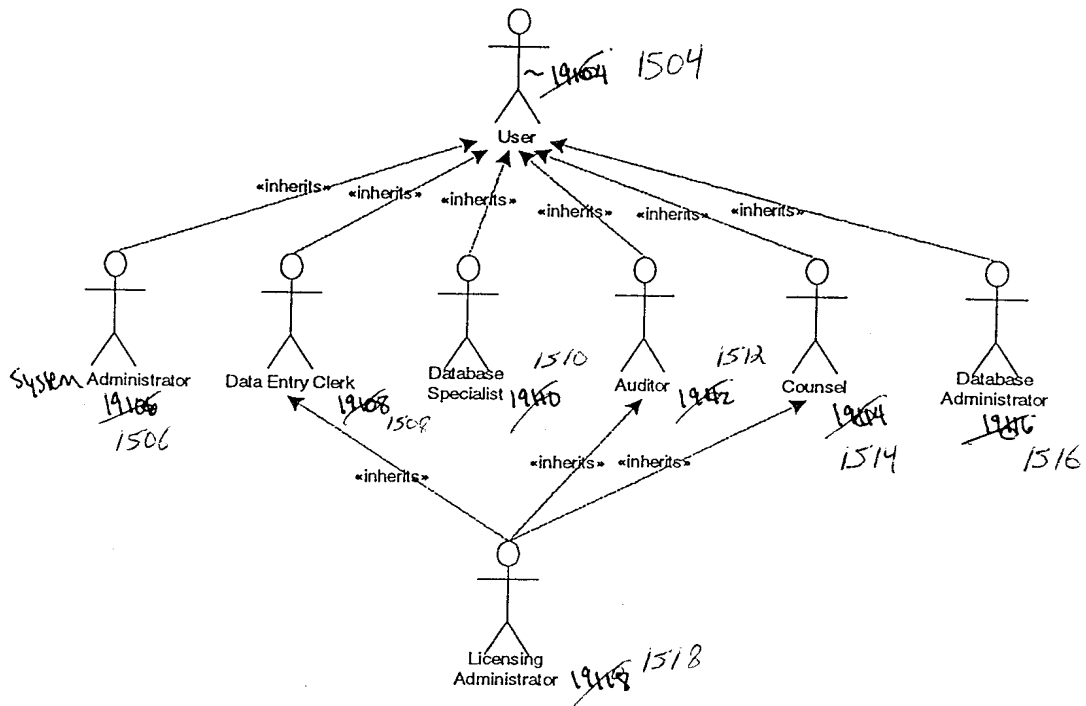 1504
User
«inherits»
«inherits»
«inherits»
«inherits»
«inherits»
«inherits»
System Administrator
1506
Data Entry Clerk
1508
Database
Specialist
1510
Auditor
1512
Counsel
1514
Database
Administrator
1516
«inherits»
«inherits»
«inherits»
Licensing
Administrator
1518